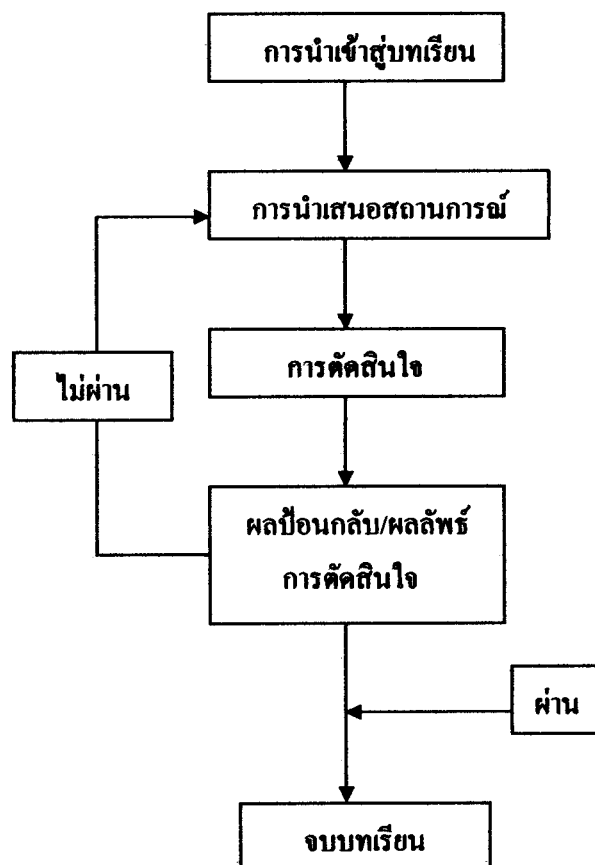 การนำเข้าสู่บทเรียน
การนำเสนอสถานการณ์
การตัดสินใจ
ไม่ผ่าน
ผลป้อนกลับ/ผลลัพธ์
การตัดสินใจ
ผ่าน
จบบทเรียน